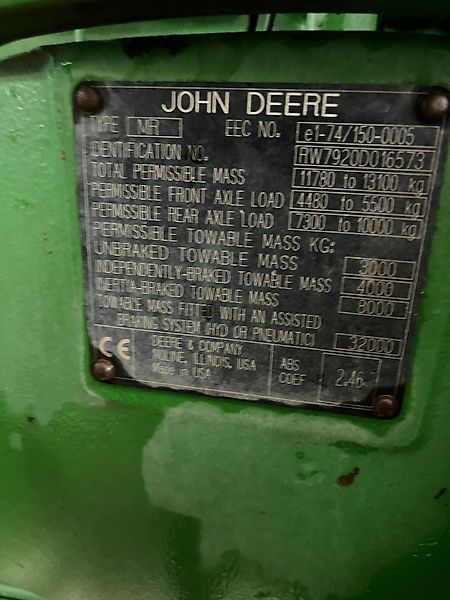 JOHN DEERE
TYPE MR EEC NO. e1-74/150-0005
IDENTIFICATION NO. RW7920D016573
TOTAL PERMISSIBLE MASS 11780 to 13100 kg
PERMISSIBLE FRONT AXLE LOAD 4480 to 5500 kg
PERMISSIBLE REAR AXLE LOAD 7300 to 10000 kg
PERMISSIBLE TOWABLE MASS KG:
UNBRAKED TOWABLE MASS 3000
INDEPENDENTLY-BRAKED TOWABLE MASS 4000
INERTIA-BRAKED TOWABLE MASS 8000
TOWABLE MASS FITTED WITH AN ASSISTED
BRAKING SYSTEM (HYD OR PNEUMATIC) 32000
CE
DEERE & COMPANY
MOLINE, ILLINOIS, USA
Made in USA
ABS
COEF 2.46